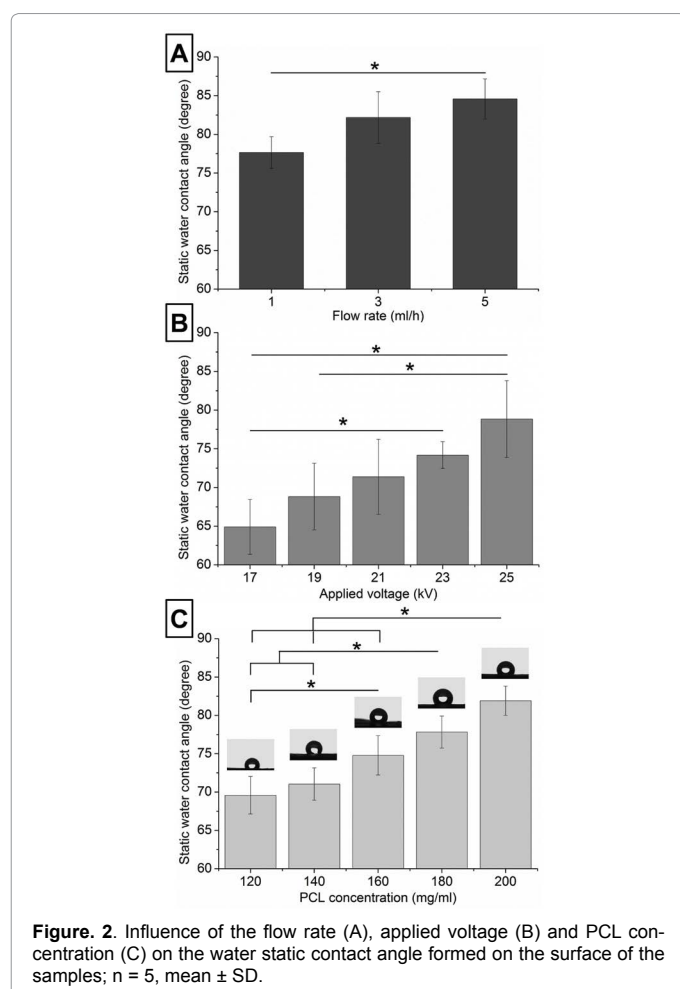 A
Static water contact angle (degree)
90
85
80
75
70
65
60
*
1 3 5
Flow rate (ml/h)
B
Static water contact angle (degree)
90
85
80
75
70
65
60
*
*
*
17 19 21 23 25
Applied voltage (kV)
C
Static water contact angle (degree)
90
85
80
75
70
65
60
*
*
*
120 140 160 180 200
PCL concentration (mg/ml)
Figure. 2. Influence of the flow rate (A), applied voltage (B) and PCL con-
centration (C) on the water static contact angle formed on the surface of the
samples; n = 5, mean ± SD.